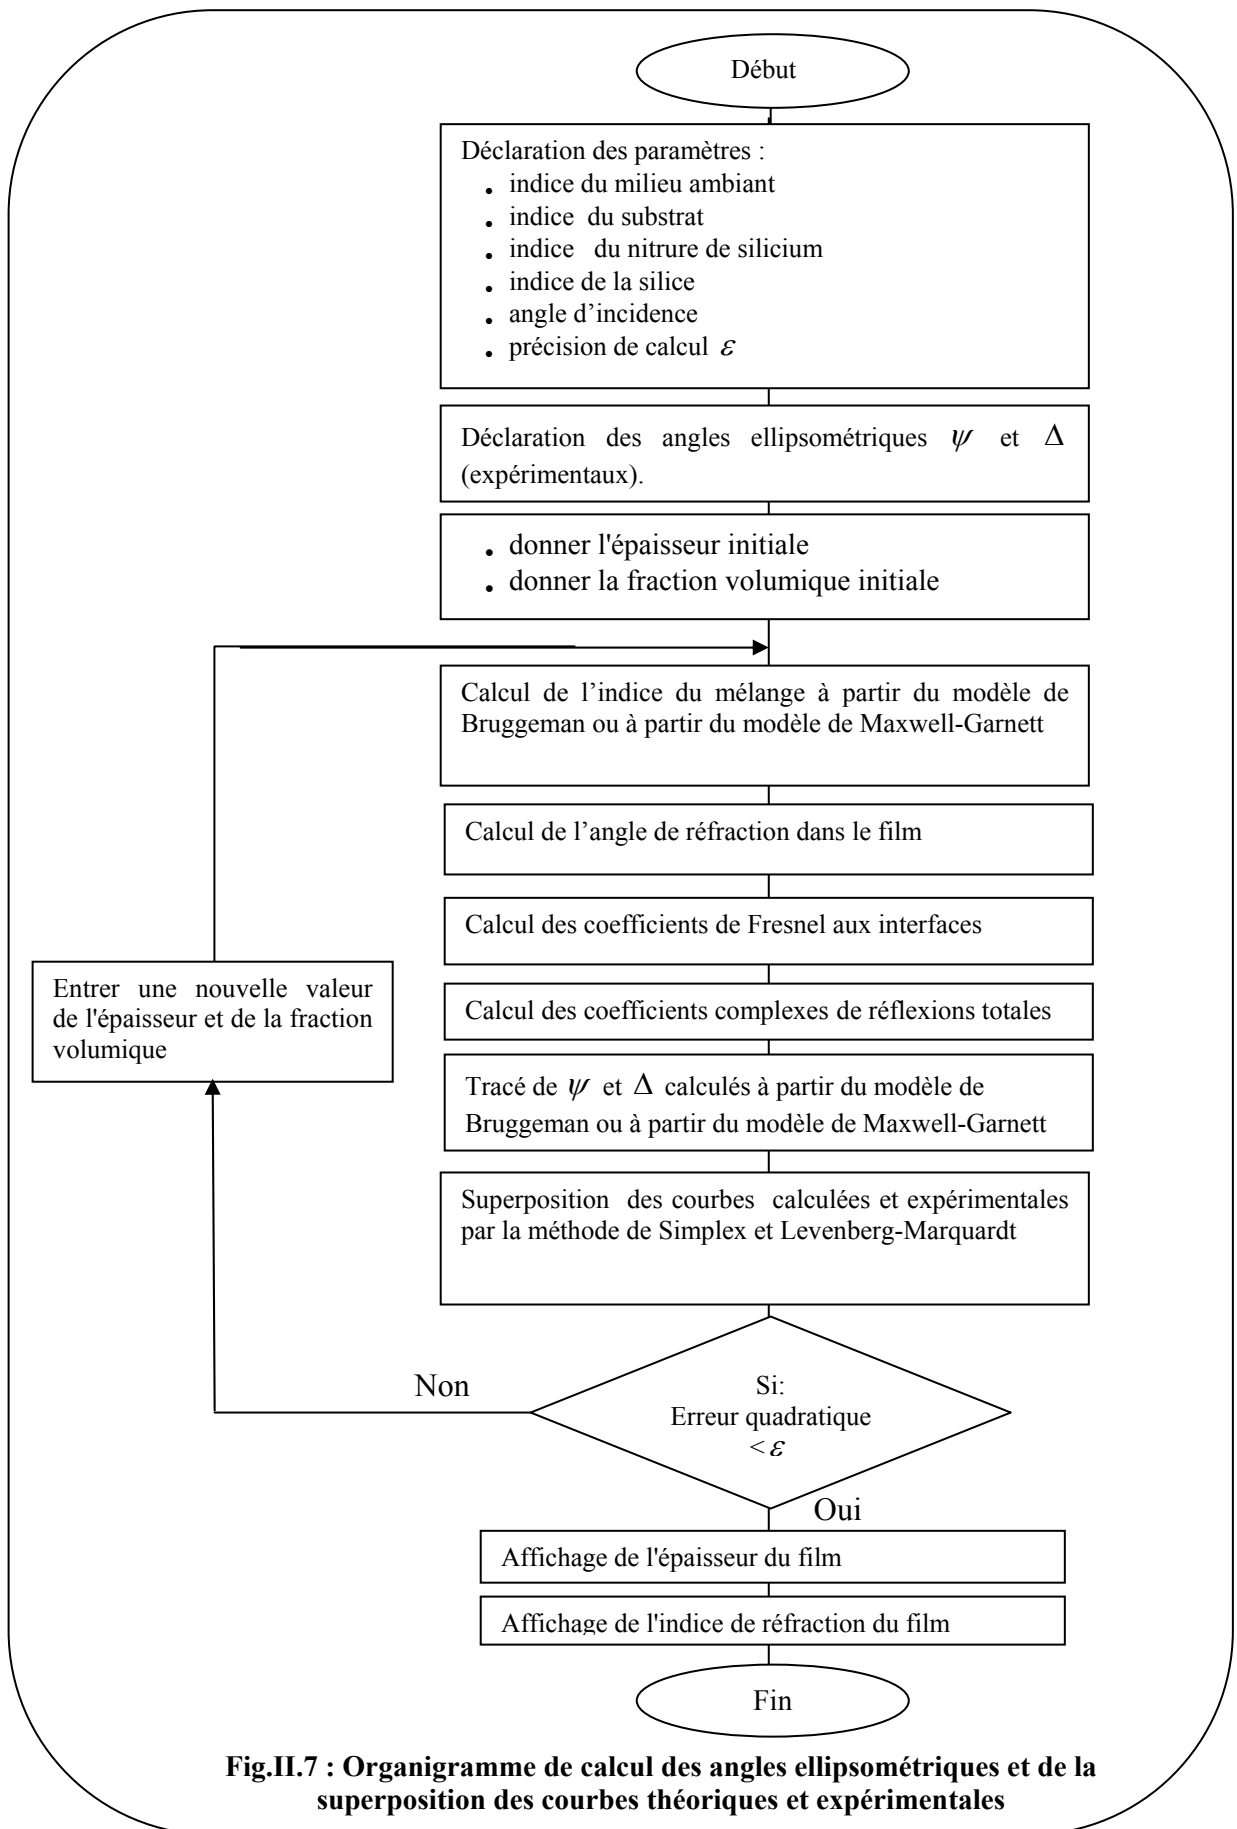 Début
Déclaration des paramètres :
• indice du milieu ambiant
• indice du substrat
• indice du nitrure de silicium
• indice de la silice
• angle d’incidence
• précision de calcul ε
Déclaration des angles ellipsométriques ψ et Δ
(expérimentaux).
• donner l'épaisseur initiale
• donner la fraction volumique initiale
Calcul de l’indice du mélange à partir du modèle de
Bruggeman ou à partir du modèle de Maxwell-Garnett
Calcul de l’angle de réfraction dans le film
Calcul des coefficients de Fresnel aux interfaces
Entrer une nouvelle valeur
de l'épaisseur et de la fraction
volumique
Calcul des coefficients complexes de réflexions totales
Tracé de ψ et Δ calculés à partir du modèle de
Bruggeman ou à partir du modèle de Maxwell-Garnett
Superposition des courbes calculées et expérimentales
par la méthode de Simplex et Levenberg-Marquardt
Non
Si:
Erreur quadratique
< ε
Oui
Affichage de l'épaisseur du film
Affichage de l'indice de réfraction du film
Fin
Fig.II.7 : Organigramme de calcul des angles ellipsométriques et de la
superposition des courbes théoriques et expérimentales